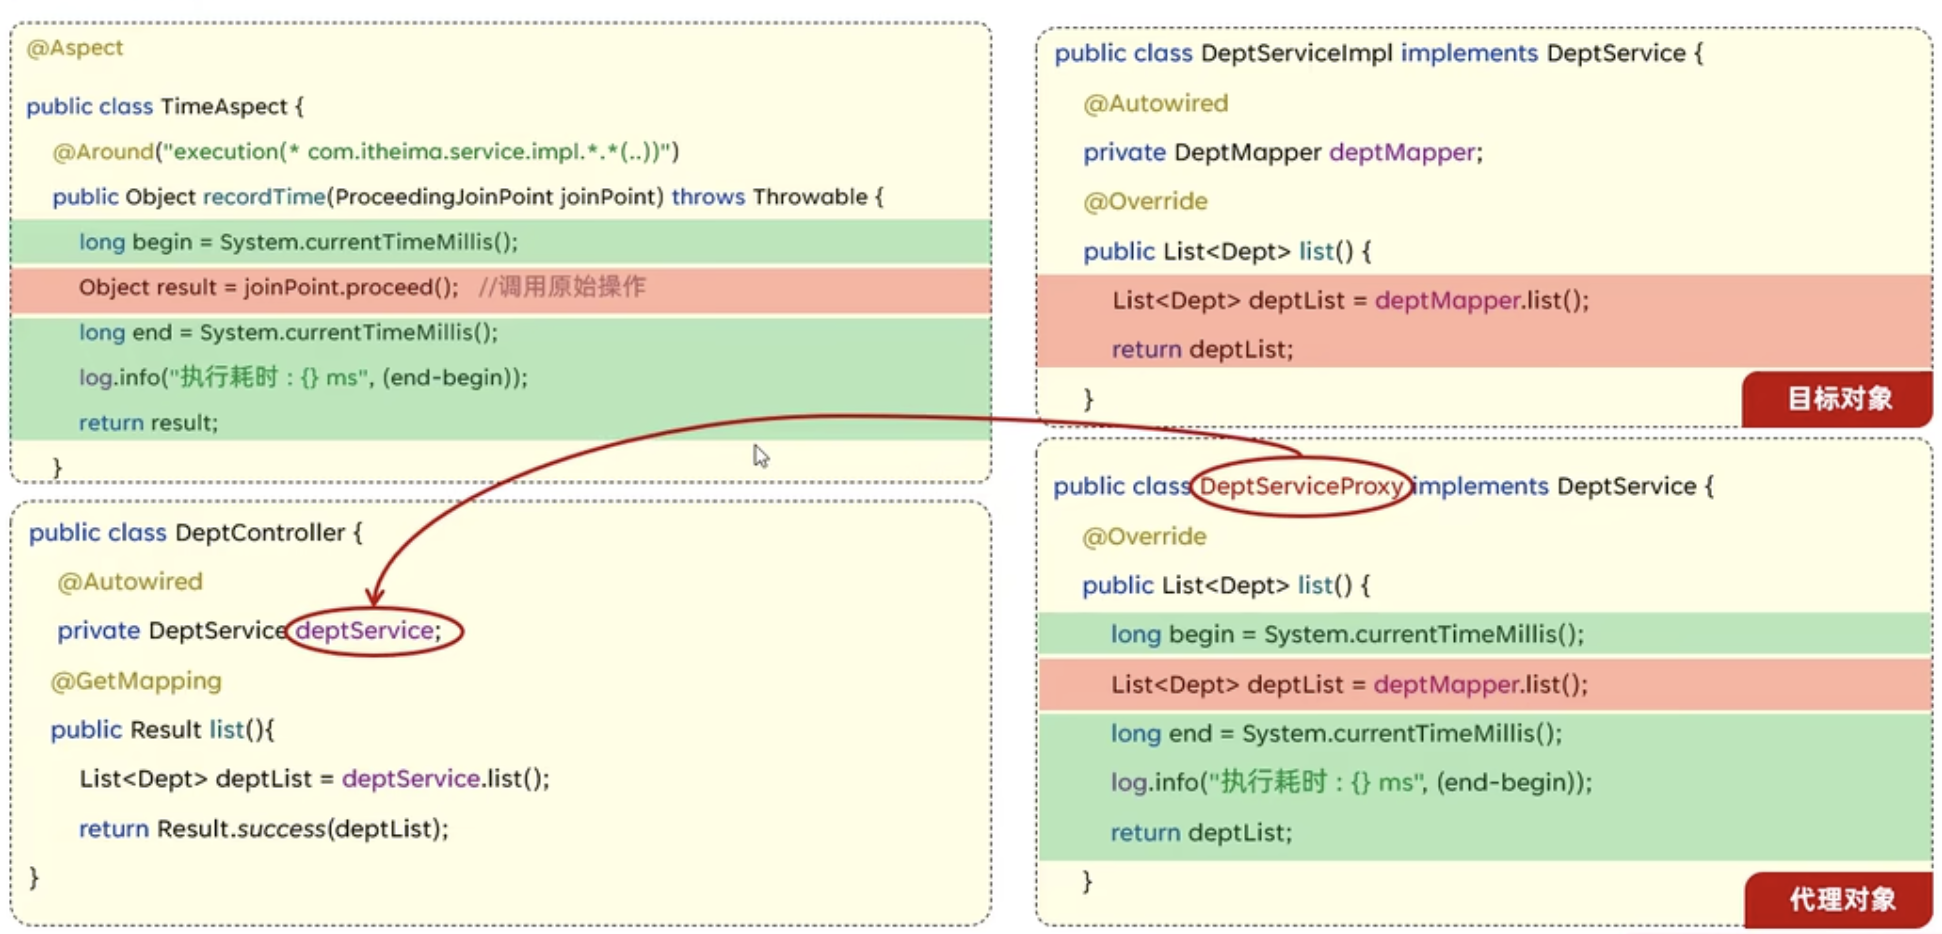 @Aspect
public class TimeAspect {
@Around("execution(* com.itheima.service.impl.*.*(..))")
public Object recordTime(ProceedingJoinPoint joinPoint) throws Throwable {
long begin = System.currentTimeMillis();
Object result = joinPoint.proceed(); //调用原始操作
long end = System.currentTimeMillis();
log.info("执行耗时 : {} ms", (end-begin));
return result;
}
public class DeptController {
@Autowired
private DeptService deptService;
@GetMapping
public Result list(){
List<Dept> deptList = deptService.list();
return Result.success(deptList);
}
public class DeptServiceImpl implements DeptService {
@Autowired
private DeptMapper deptMapper;
@Override
public List<Dept> list() {
List<Dept> deptList = deptMapper.list();
return deptList;
}
目标对象
public class DeptServiceProxy implements DeptService {
@Override
public List<Dept> list() {
long begin = System.currentTimeMillis();
List<Dept> deptList = deptMapper.list();
long end = System.currentTimeMillis();
log.info("执行耗时 : {} ms", (end-begin));
return deptList;
}
代理对象